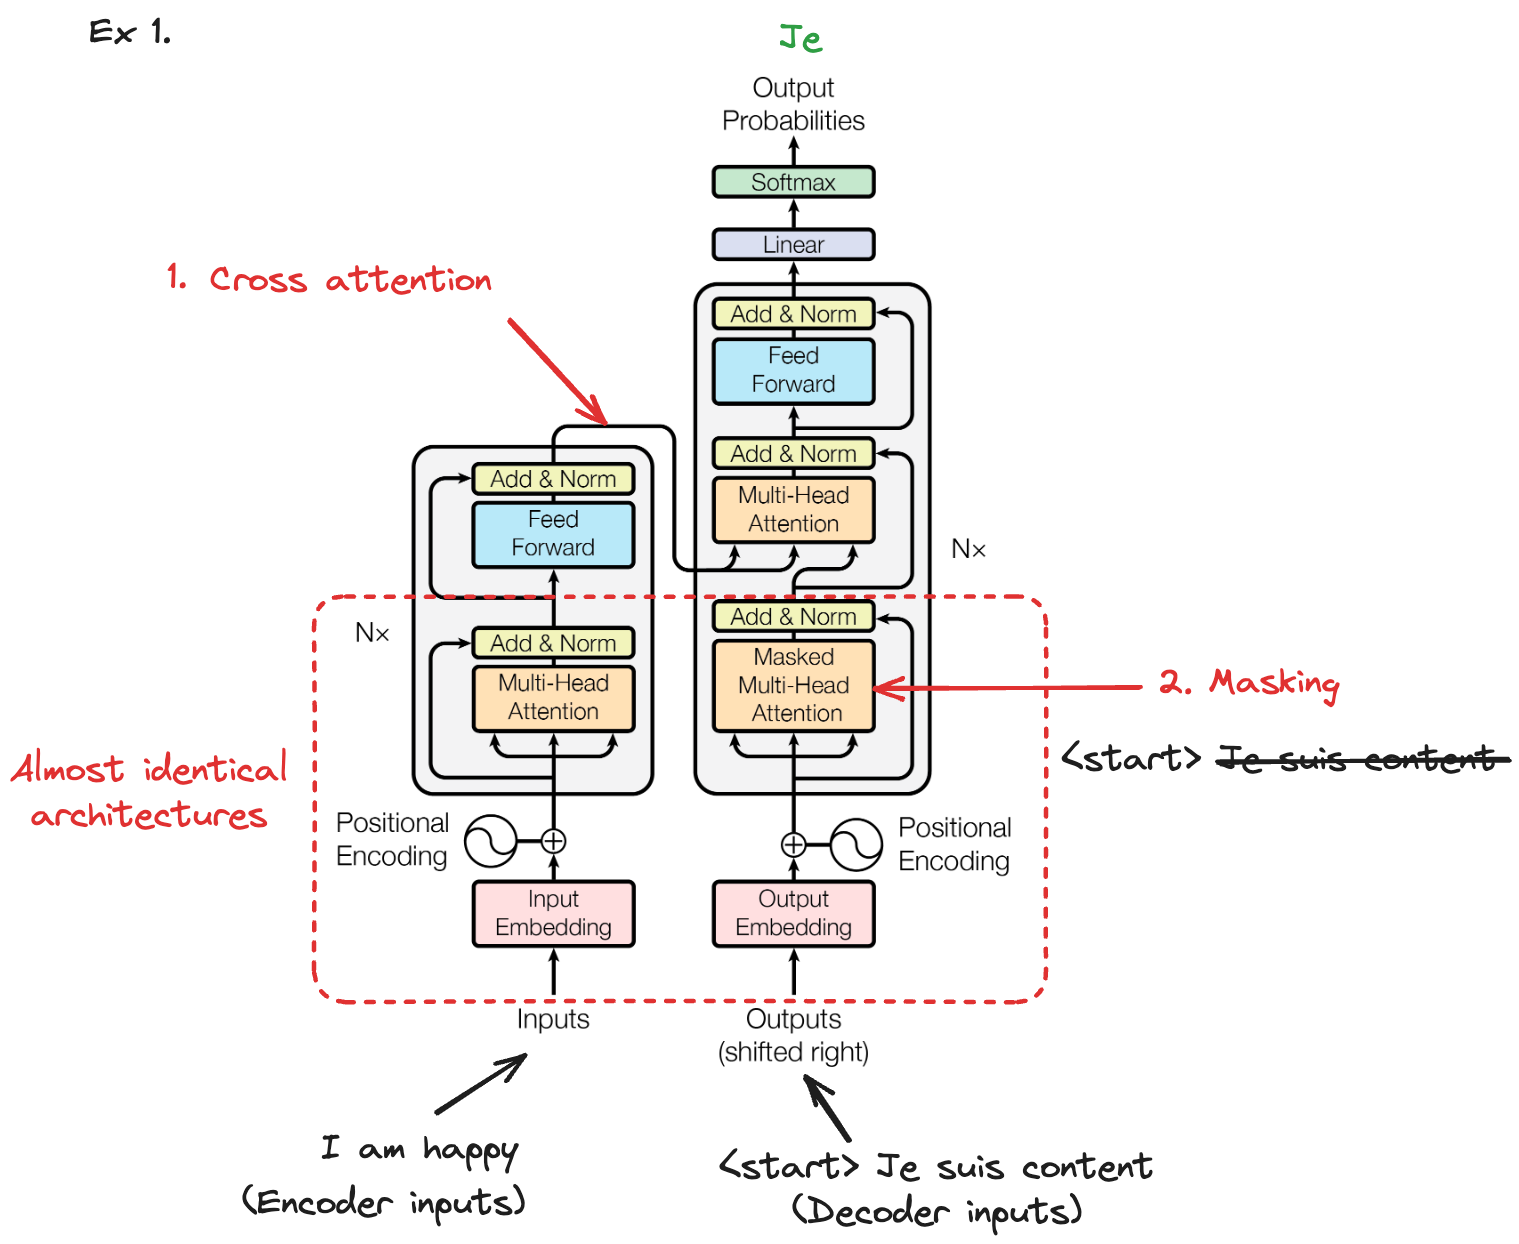 Ex 1.
Je
Output
Probabilities
Softmax
Linear
1. Cross attention
Add & Norm
Feed
Forward
Add & Norm
Multi-Head
Attention
Nx
Add & Norm
Feed
Forward
Nx
Add & Norm
Multi-Head
Attention
Add & Norm
Masked
Multi-Head
Attention
2. Masking
<start> Je suis content
Almost identical
architectures
Positional
Encoding
Positional
Encoding
Input
Embedding
Output
Embedding
Inputs
Outputs
(shifted right)
I am happy
(Encoder inputs)
<start> Je suis content
(Decoder inputs)